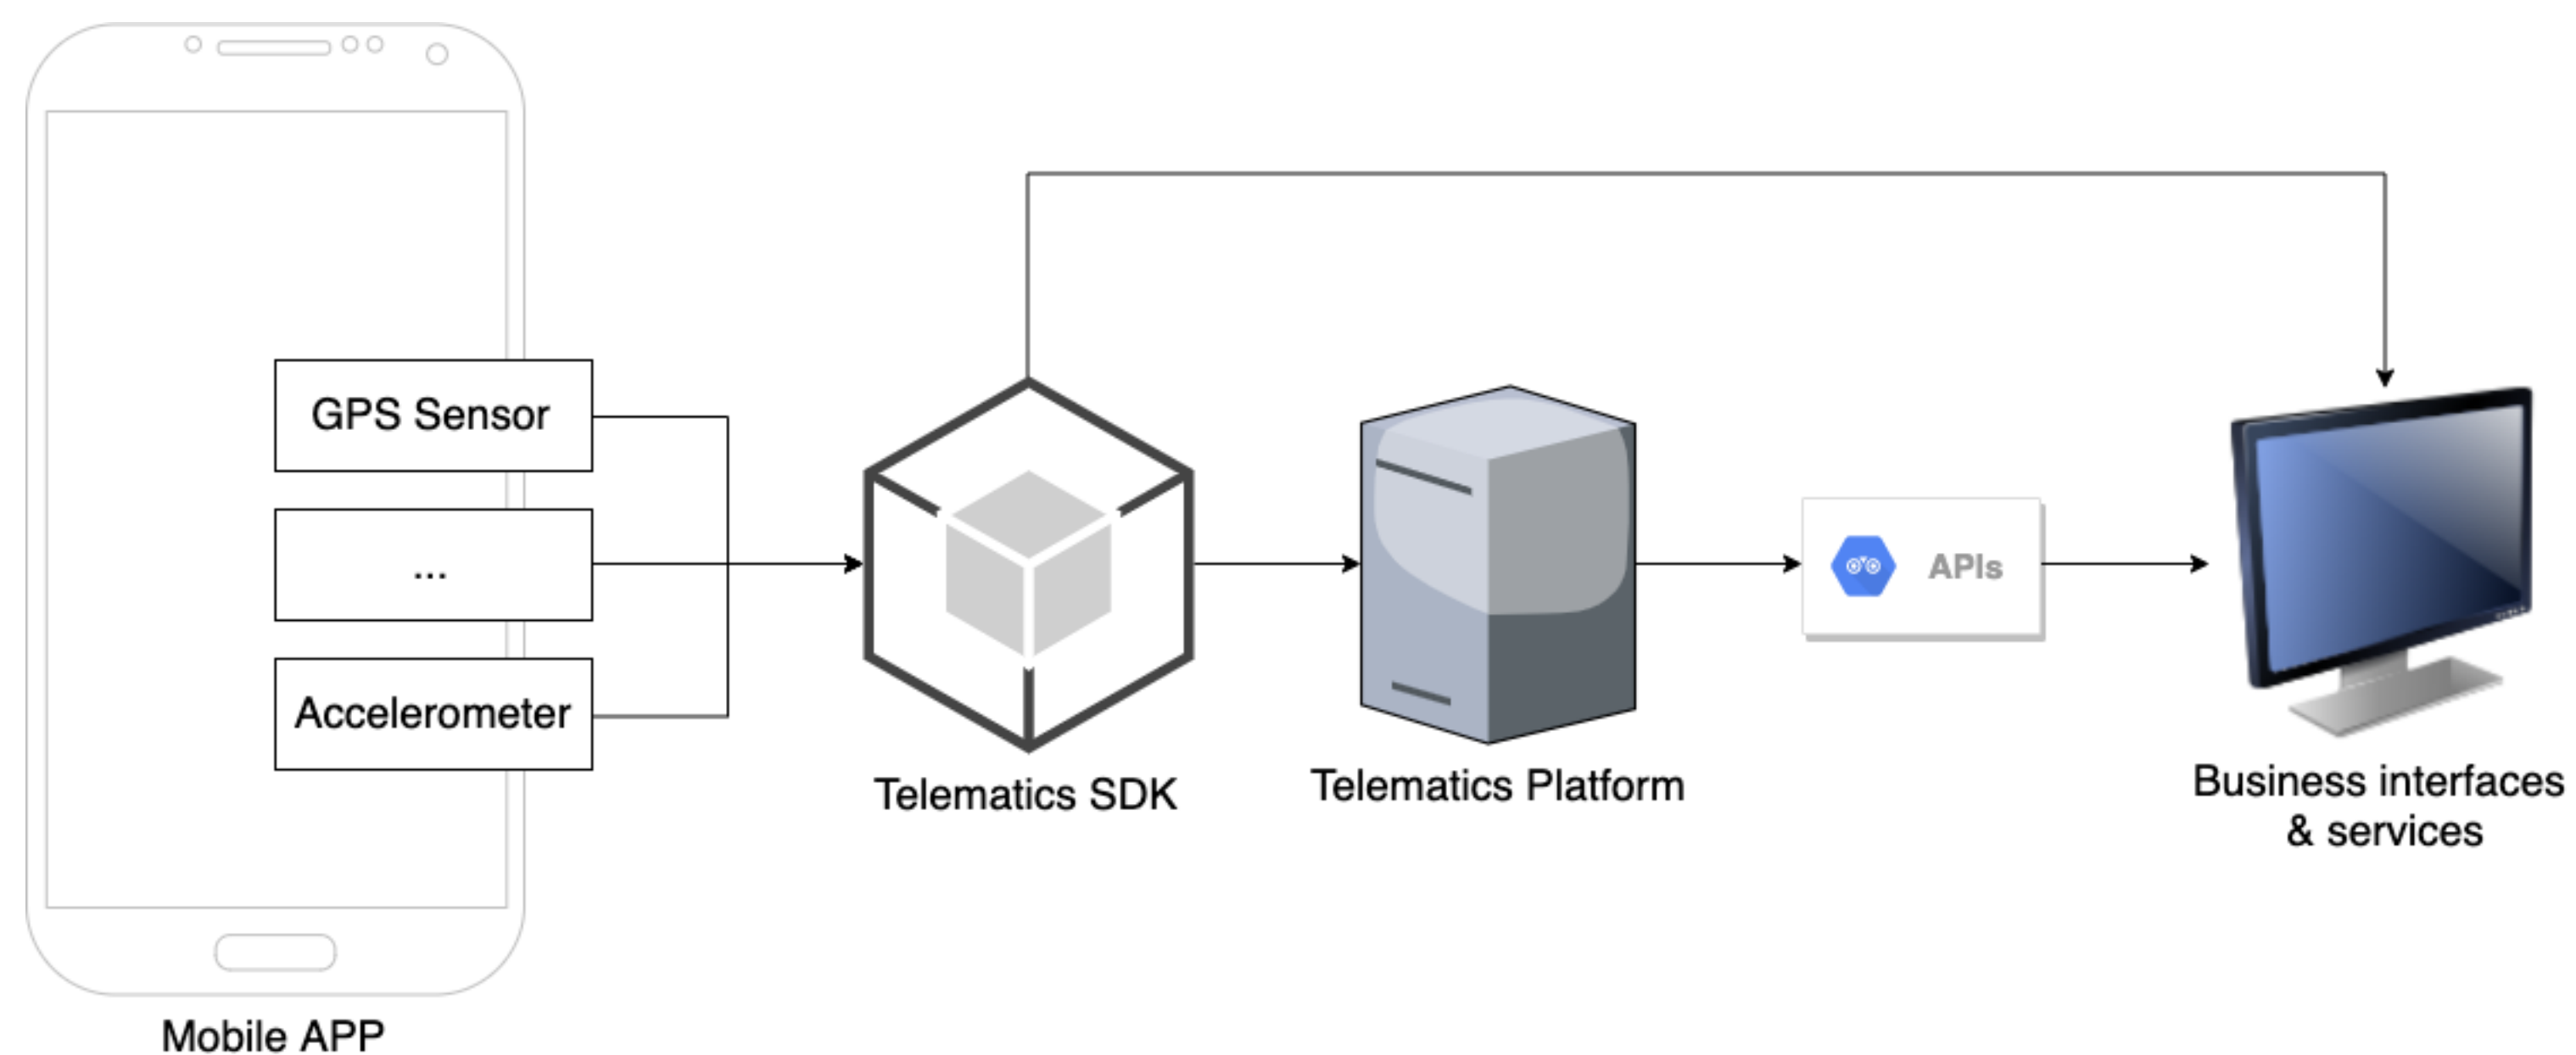 GPS Sensor
...
Accelerometer
Mobile APP
Telematics SDK
Telematics Platform
APIs
Business interfaces
& services